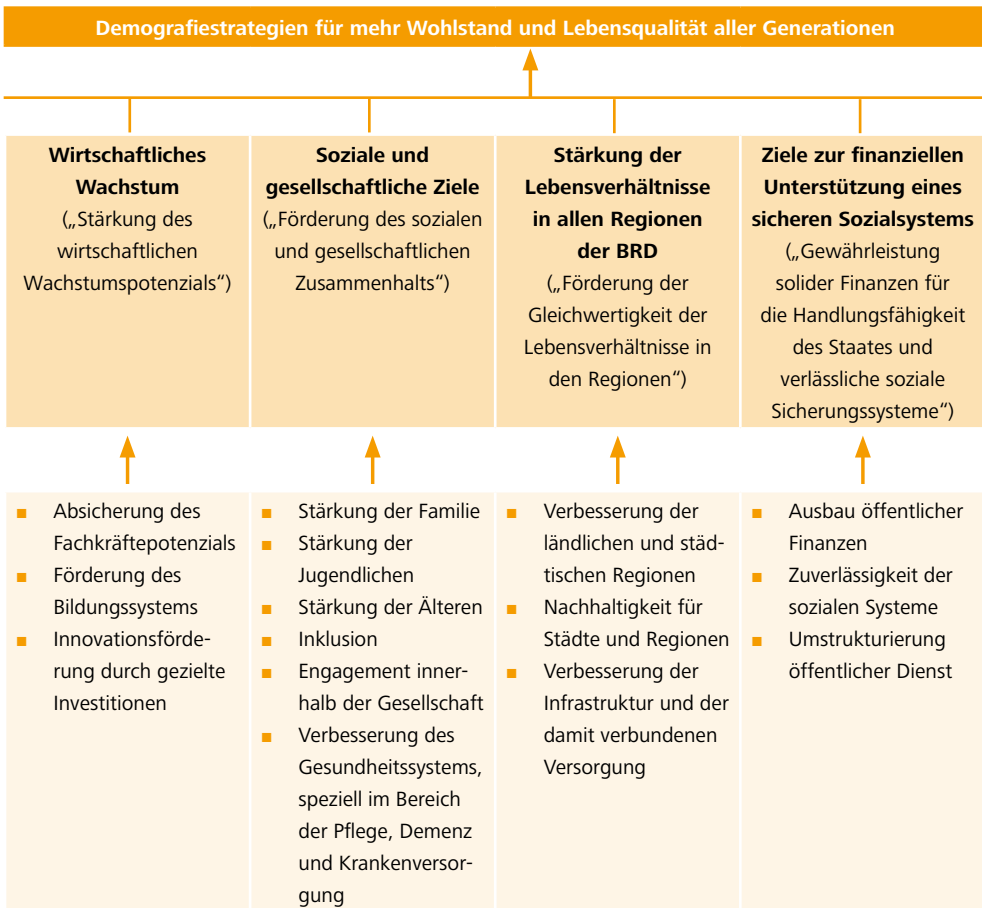 Demografiestrategien für mehr Wohlstand und Lebensqualität aller Generationen
Wirtschaftliches
Wachstum
(„Stärkung des
wirtschaftlichen
Wachstumspotenzials“)
Soziale und
gesellschaftliche Ziele
(„Förderung des sozialen
und gesellschaftlichen
Zusammenhalts“)
Stärkung der
Lebensverhältnisse
in allen Regionen
der BRD
(„Förderung der
Gleichwertigkeit der
Lebensverhältnisse in
den Regionen“)
Ziele zur finanziellen
Unterstützung eines
sicheren Sozialsystems
(„Gewährleistung
solider Finanzen für
die Handlungsfähigkeit
des Staates und
verlässliche soziale
Sicherungssysteme“)
■ Absicherung des
Fachkräftepotenzials
■ Förderung des
Bildungssystems
■ Innovationsförde-
rung durch gezielte
Investitionen
■ Stärkung der Familie
■ Stärkung der
Jugendlichen
■ Stärkung der Älteren
■ Inklusion
■ Engagement inner-
halb der Gesellschaft
■ Verbesserung des
Gesundheitssystems,
speziell im Bereich
der Pflege, Demenz
und Krankenversor-
gung
■ Verbesserung der
ländlichen und städ-
tischen Regionen
■ Nachhaltigkeit für
Städte und Regionen
■ Verbesserung der
Infrastruktur und der
damit verbundenen
Versorgung
■ Ausbau öffentlicher
Finanzen
■ Zuverlässigkeit der
sozialen Systeme
■ Umstrukturierung
öffentlicher Dienst